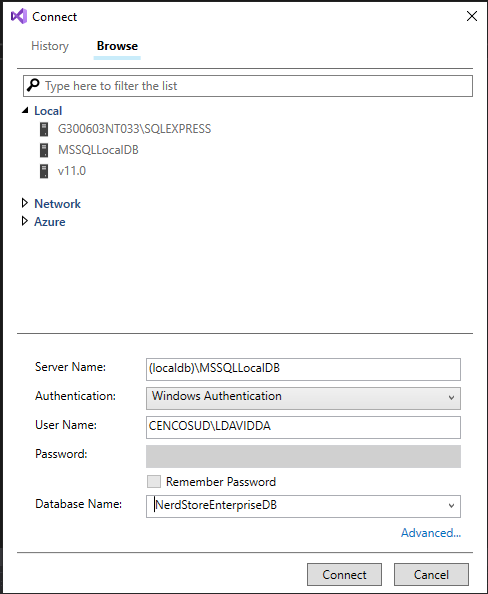 Connect
History Browse
Type here to filter the list
Local
G300603NT033\SQLEXPRESS
MSSQLLocalDB
v11.0
Network
Azure
Server Name: (localdb)\MSSQLLocalDB
Authentication: Windows Authentication
User Name: CENCOSUD\LDAVIDDA
Password:
Remember Password
Database Name: NerdStoreEnterpriseDB
Advanced...
Connect Cancel